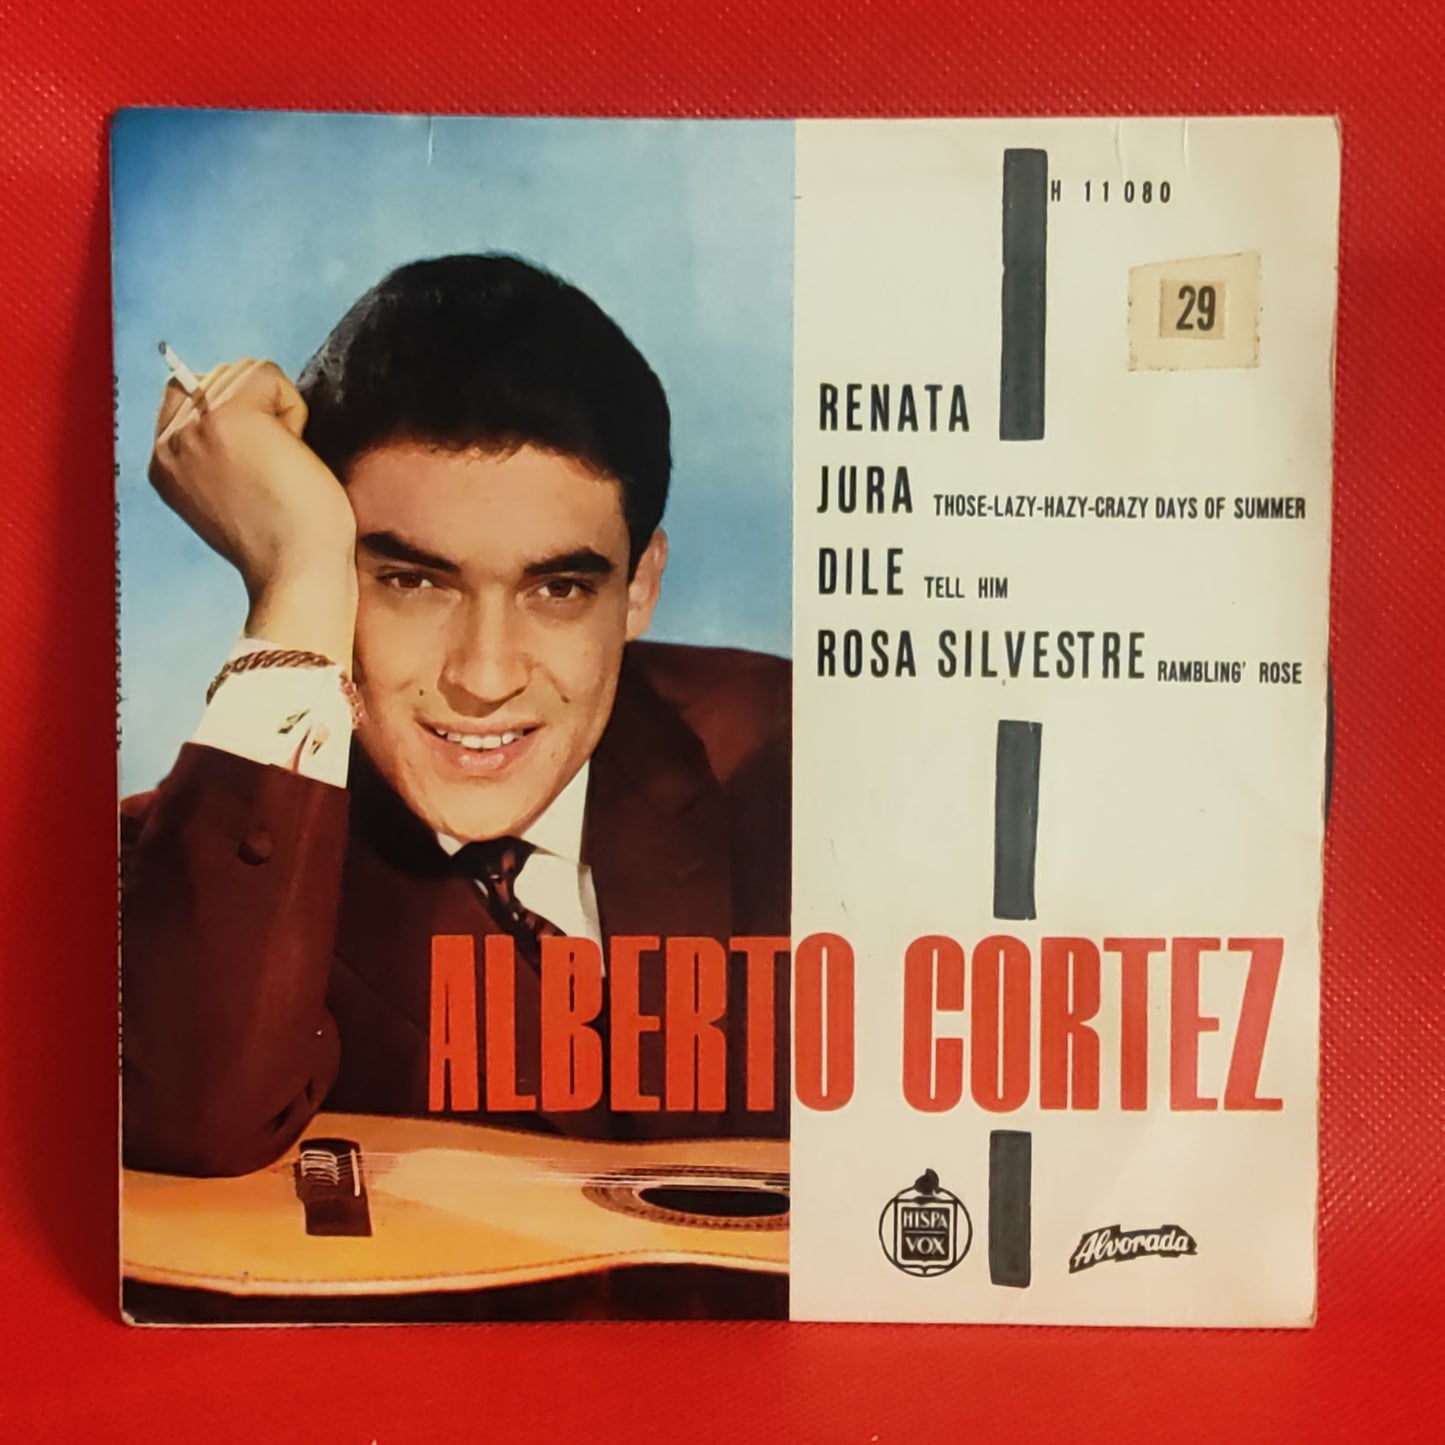 H 11 080
29
RENATA
JURA THOSE-LAZY-HAZY-CRAZY DAYS OF SUMMER
DILE TELL HIM
ROSA SILVESTRE RAMBLING' ROSE
ALBERTO CORTEZ
HISPA
VOX
Alvorada